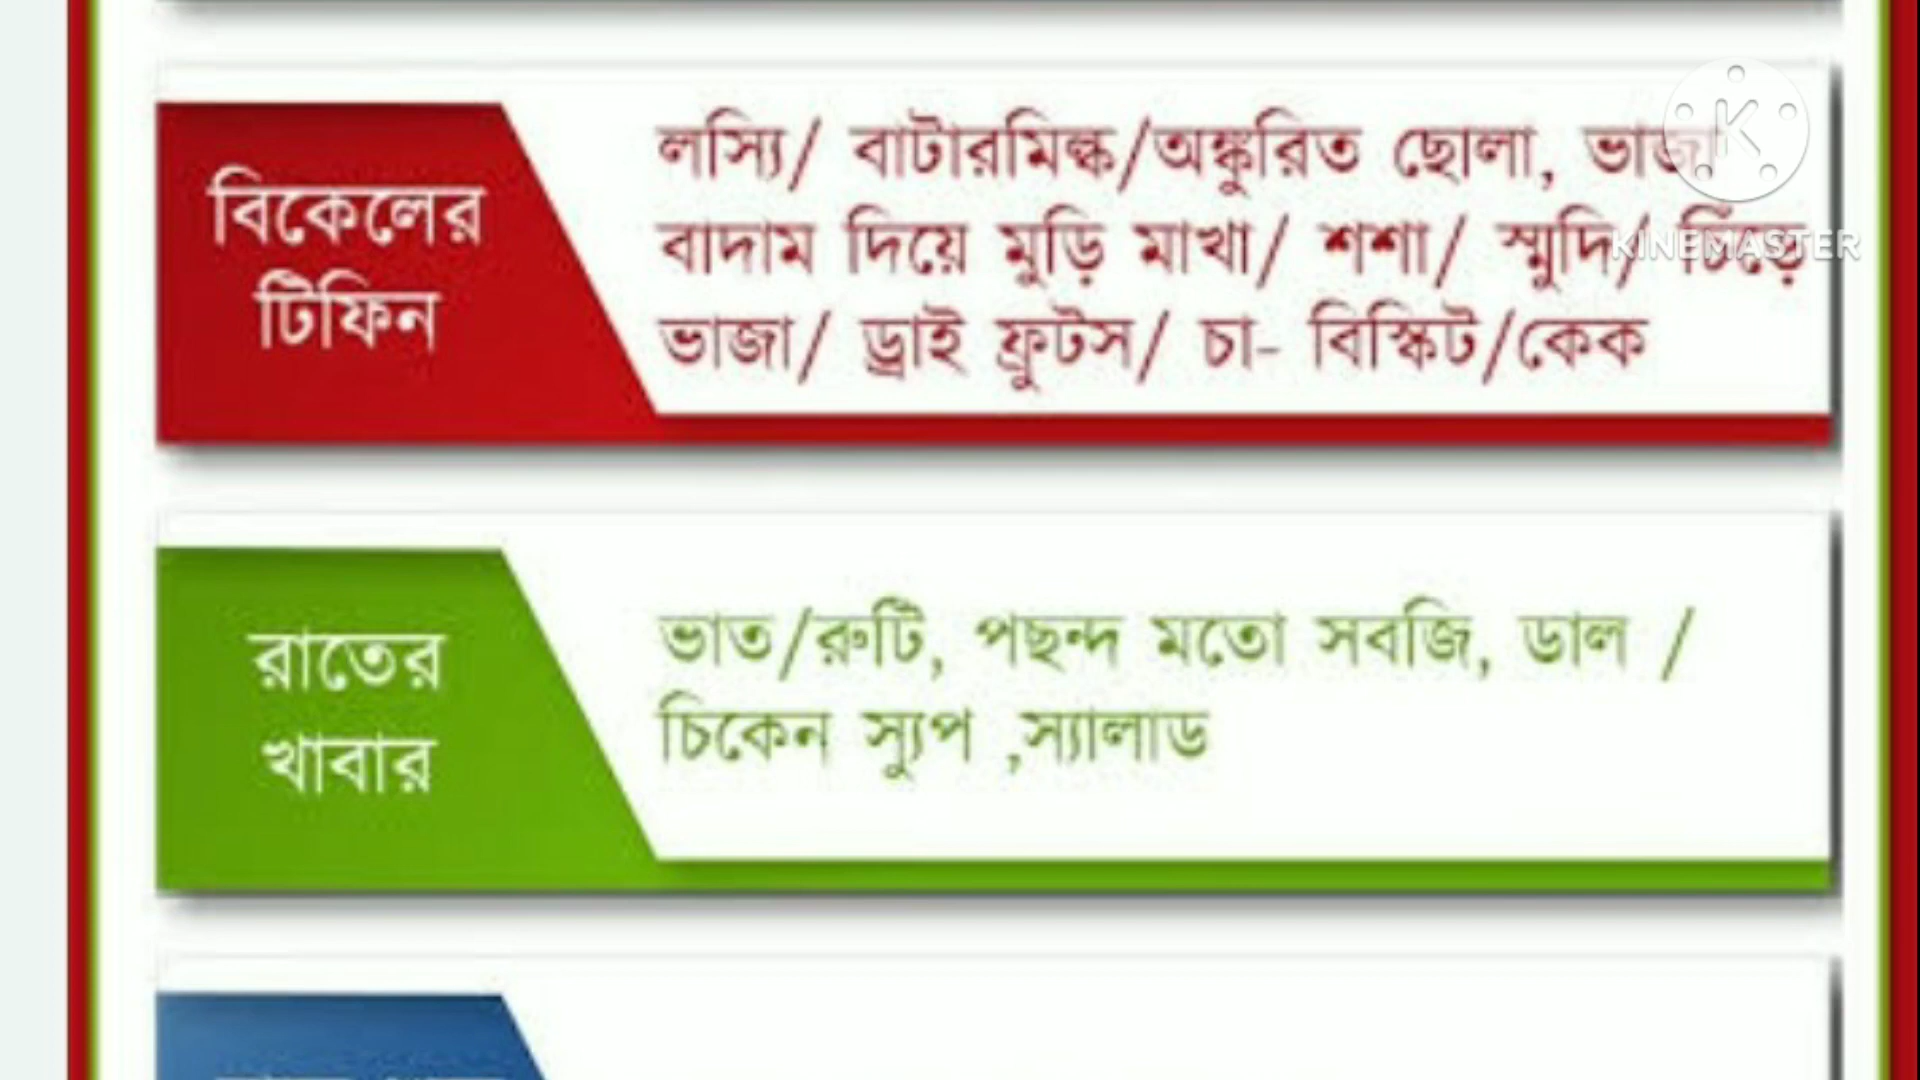 বিকেলের
টিফিন
লস্যি/ বাটারমিল্ক/অঙ্কুরিত ছোলা, ভাজা
বাদাম দিয়ে মুড়ি মাখা/ শশা/ স্মুদি/ চিঁড়ে
ভাজা/ ড্রাই ফ্রুটস/ চা- বিস্কিট/কেক
KINEMASTER
রাতের
খাবার
ভাত/রুটি, পছন্দ মতো সবজি, ডাল /
চিকেন স্যুপ ,স্যালাড